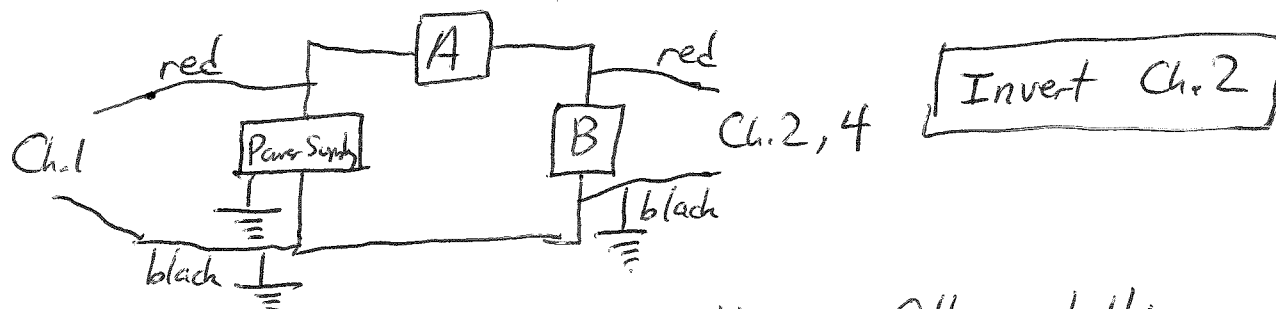 red
A
red
Invert Ch.2
Ch.1
Power Supply
B
Ch.2, 4
black
black